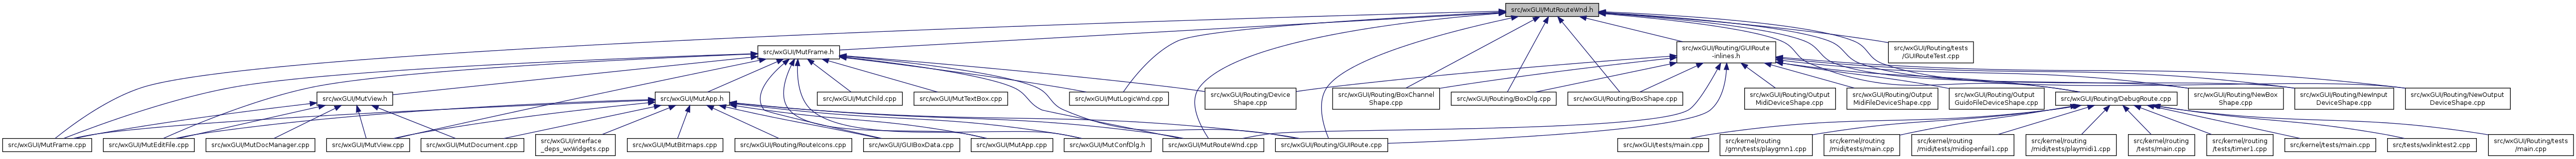 src/wxGUI/MutRouteWnd.h
src/wxGUI/MutFrame.h
src/wxGUI/Routing/GUIRoute
-inlines.h
src/wxGUI/Routing/tests
/GUIRouteTest.cpp
src/wxGUI/MutView.h
src/wxGUI/MutApp.h
src/wxGUI/MutChild.cpp
src/wxGUI/MutTextBox.cpp
src/wxGUI/MutLogicWnd.cpp
src/wxGUI/Routing/Device
Shape.cpp
src/wxGUI/Routing/BoxChannel
Shape.cpp
src/wxGUI/Routing/BoxDlg.cpp
src/wxGUI/Routing/BoxShape.cpp
src/wxGUI/Routing/Output
MidiDeviceShape.cpp
src/wxGUI/Routing/Output
MidiFileDeviceShape.cpp
src/wxGUI/Routing/Output
GuidoFileDeviceShape.cpp
src/wxGUI/Routing/DebugRoute.cpp
src/wxGUI/Routing/NewBox
Shape.cpp
src/wxGUI/Routing/NewInput
DeviceShape.cpp
src/wxGUI/Routing/NewOutput
DeviceShape.cpp
src/wxGUI/MutFrame.cpp
src/wxGUI/MutEditFile.cpp
src/wxGUI/MutDocManager.cpp
src/wxGUI/MutView.cpp
src/wxGUI/MutDocument.cpp
src/wxGUI/interface
_deps_wxWidgets.cpp
src/wxGUI/MutBitmaps.cpp
src/wxGUI/Routing/RouteIcons.cpp
src/wxGUI/GUIBoxData.cpp
src/wxGUI/MutApp.cpp
src/wxGUI/MutConfDlg.h
src/wxGUI/MutRouteWnd.cpp
src/wxGUI/Routing/GUIRoute.cpp
src/wxGUI/tests/main.cpp
src/kernel/routing
/gmn/tests/playgmn1.cpp
src/kernel/routing
/midi/tests/main.cpp
src/kernel/routing
/midi/tests/midiopenfail1.cpp
src/kernel/routing
/midi/tests/playmidi1.cpp
src/kernel/routing
/tests/main.cpp
src/kernel/routing
/tests/timer1.cpp
src/kernel/tests/main.cpp
src/tests/wxlinktest2.cpp
src/wxGUI/Routing/tests
/main.cpp